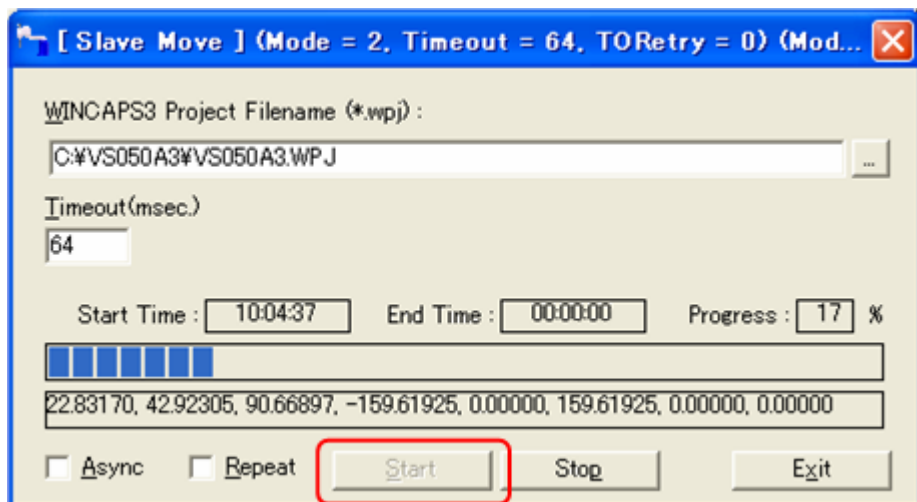 [ Slave Move ] (Mode = 2, Timeout = 64, TORetry = 0) (Mod...
WINCAPS3 Project Filename (*.wpj) :
C:¥VS050A3¥VS050A3.WPJ
...
Timeout(msec.)
64
Start Time : 10:04:37 End Time : 00:00:00 Progress : 17 %
22.83170, 42.92305, 90.66897, -159.61925, 0.00000, 159.61925, 0.00000, 0.00000
Async Repeat Start Stop Exit